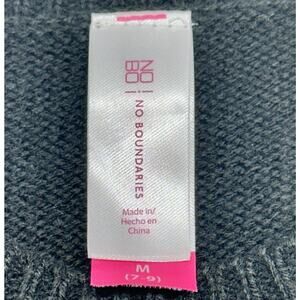 NO
BO
NO BOUNDARIES
Made in/
Hecho en
China
M
(7-9)